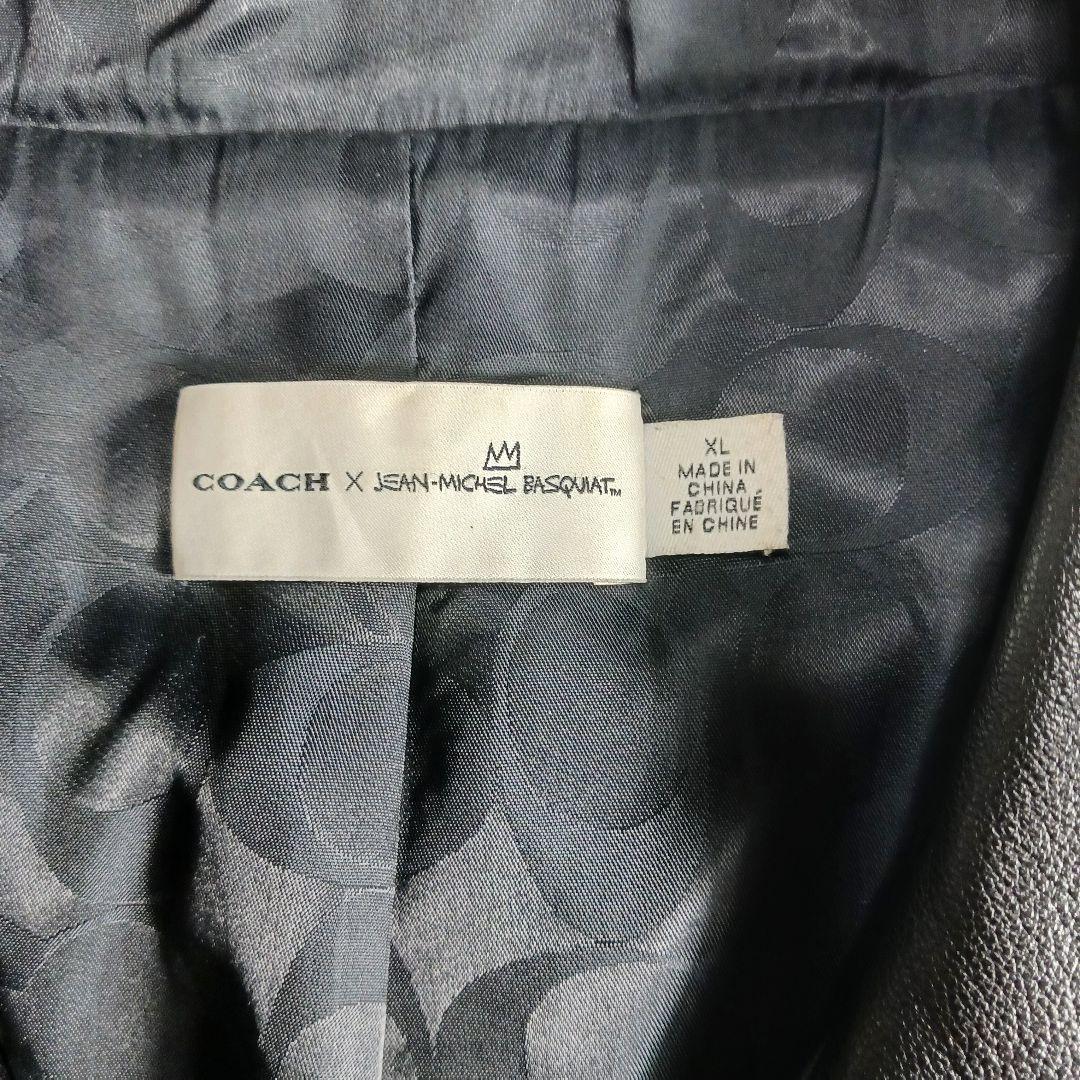 COACH X JEAN-MICHEL BASQUIAT™
XL
MADE IN
CHINA
FABRIQUÉ
EN CHINE